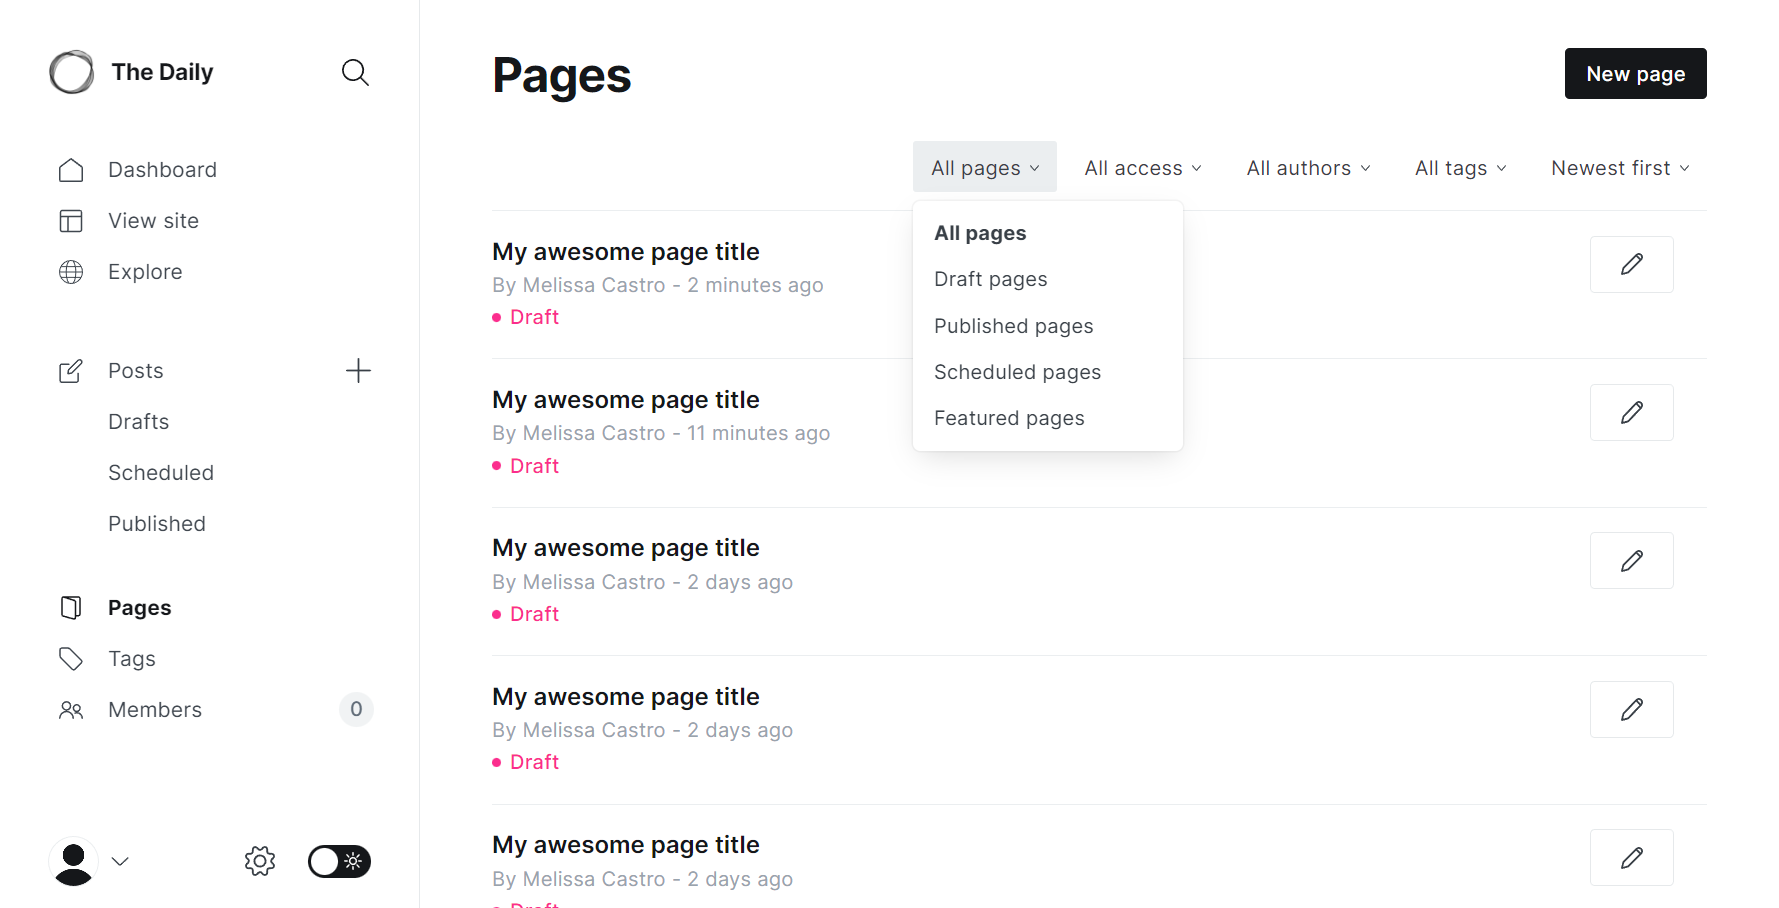 The Daily
Dashboard
View site
Explore
Posts
Drafts
Scheduled
Published
Pages
Tags
Members
0
Pages
New page
All pages
All access
All authors
All tags
Newest first
All pages
Draft pages
Published pages
Scheduled pages
Featured pages
My awesome page title
By Melissa Castro - 2 minutes ago
Draft
My awesome page title
By Melissa Castro - 11 minutes ago
Draft
My awesome page title
By Melissa Castro - 2 days ago
Draft
My awesome page title
By Melissa Castro - 2 days ago
Draft
My awesome page title
By Melissa Castro - 2 days ago
Draft